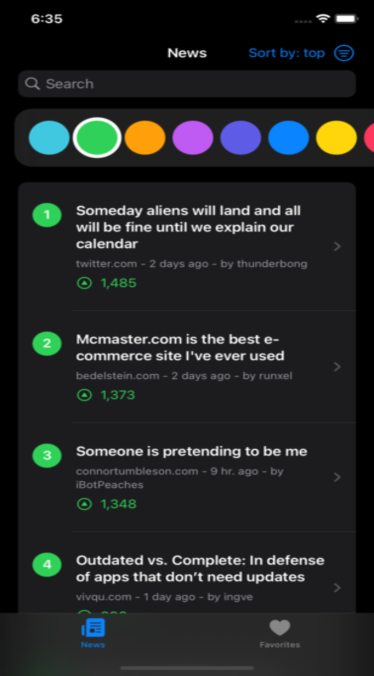 6:35
News
Sort by: top
Search
1
Someday aliens will land and all
will be fine until we explain our
calendar
twitter.com - 2 days ago - by thunderbong
1,485
2
Mcmaster.com is the best e-
commerce site I've ever used
bedelstein.com - 2 days ago - by runxel
1,373
3
Someone is pretending to be me
connortumbleson.com - 9 hr. ago - by
iBotPeaches
1,348
4
Outdated vs. Complete: In defense
of apps that don't need updates
vivqu.com - 1 day ago - by ingve
News
Favorites